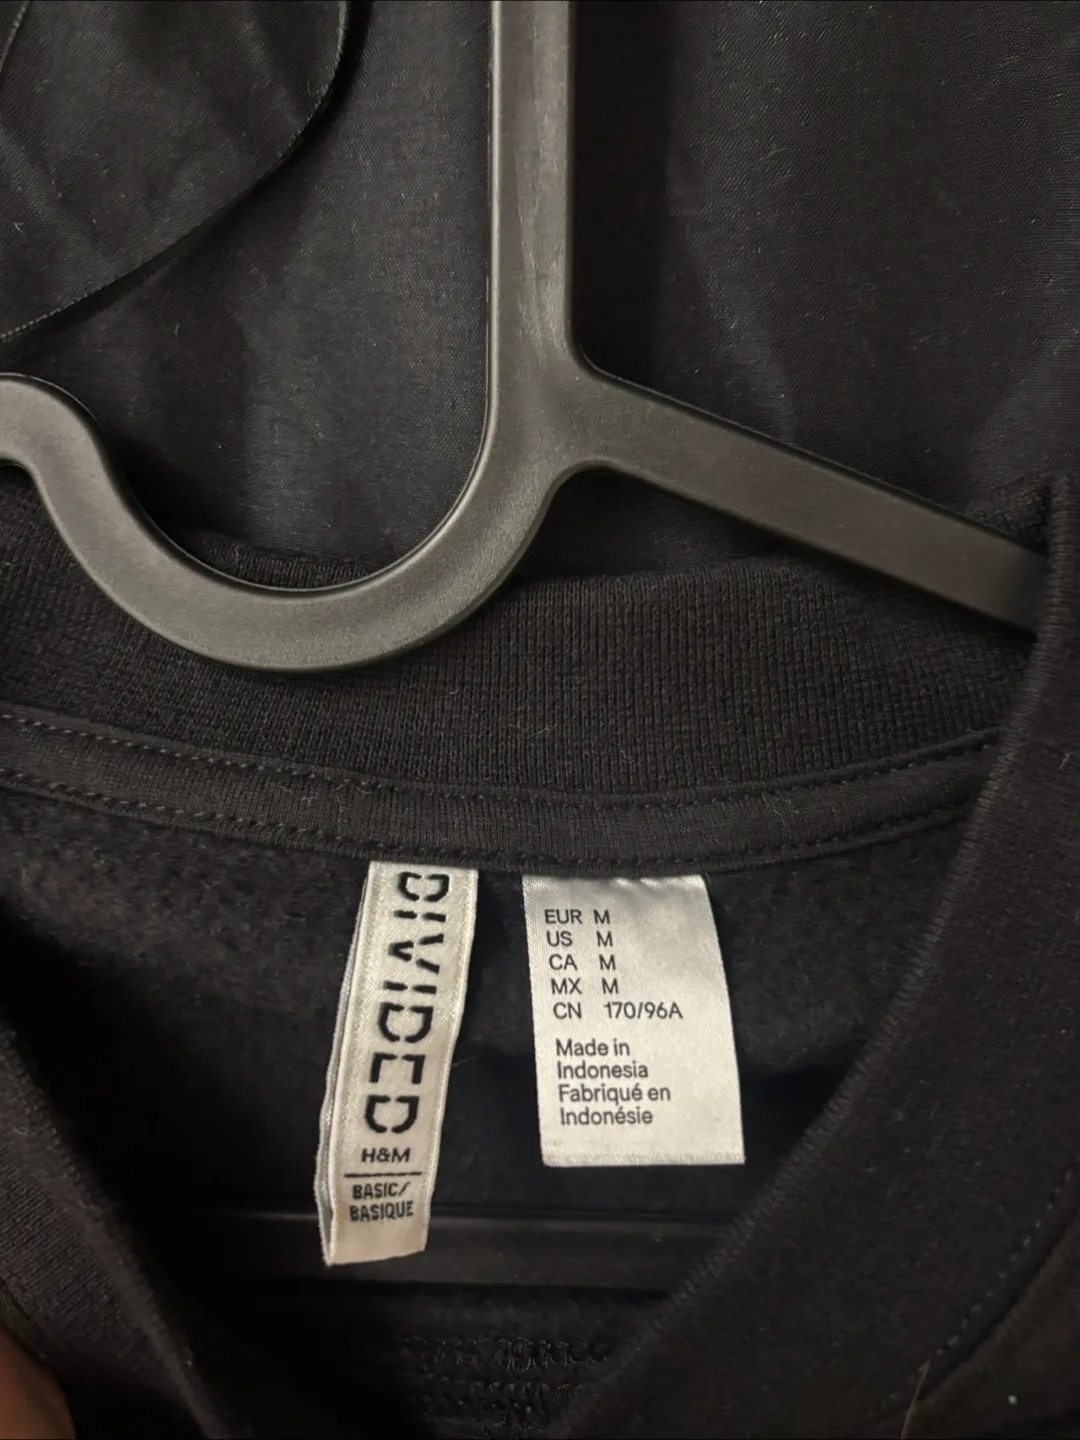 DIVIDED
H&M
BASIC/
BASIQUE
EUR M
US M
CA M
MX M
CN 170/96A
Made in
Indonesia
Fabriqué en
Indonésie